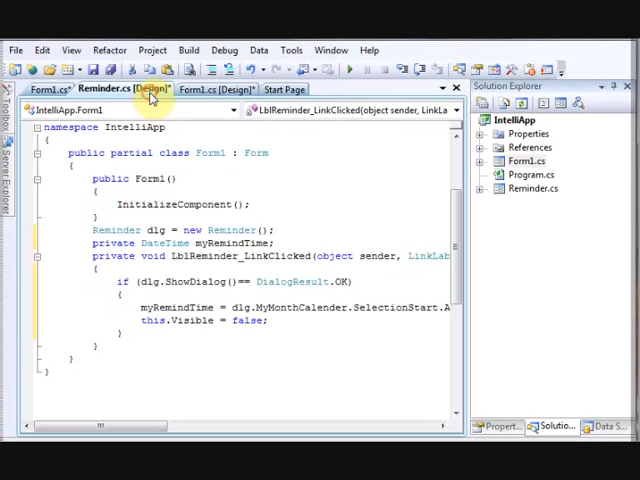 File Edit View Refactor Project Build Debug Data Tools Window Help
Form1.cs* Reminder.cs [Design]* Form1.cs [Design]* Start Page
IntelliApp.Form1 LblReminder_LinkClicked(object sender, LinkLa
namespace IntelliApp
{
public partial class Form1 : Form
{
public Form1()
{
InitializeComponent();
}
Reminder dlg = new Reminder();
private DateTime myRemindTime;
private void LblReminder_LinkClicked(object sender, LinkLab
{
if (dlg.ShowDialog()== DialogResult.OK)
{
myRemindTime = dlg.MyMonthCalender.SelectionStart.A
this.Visible = false;
}
}
}
}
Toolbox
Server Explorer
Solution Explorer
IntelliApp
Properties
References
Form1.cs
Program.cs
Reminder.cs
Propert... Solutio... Data S...